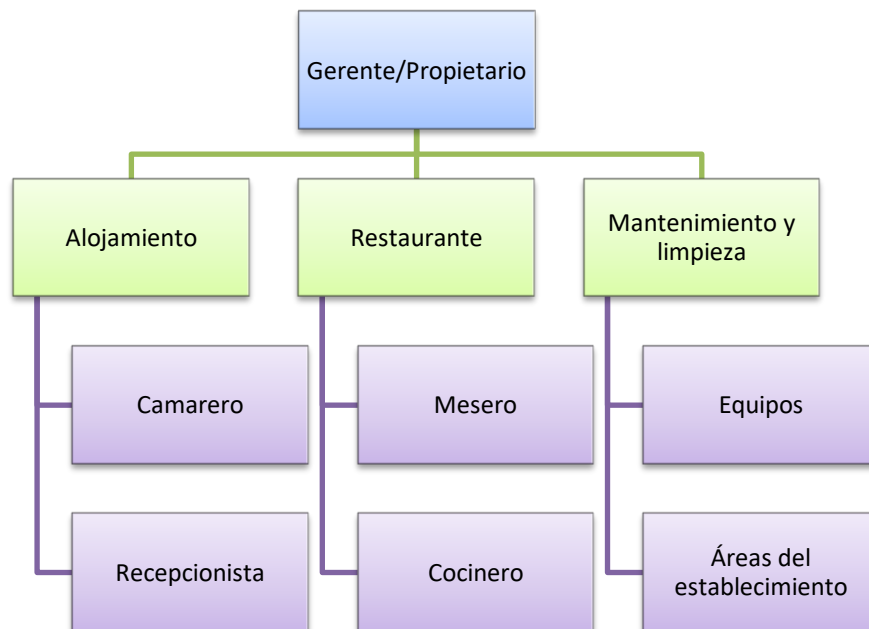 Gerente/Propietario
Alojamiento
Restaurante
Mantenimiento y
limpieza
Camarero
Mesero
Equipos
Recepcionista
Cocinero
Áreas del
establecimiento